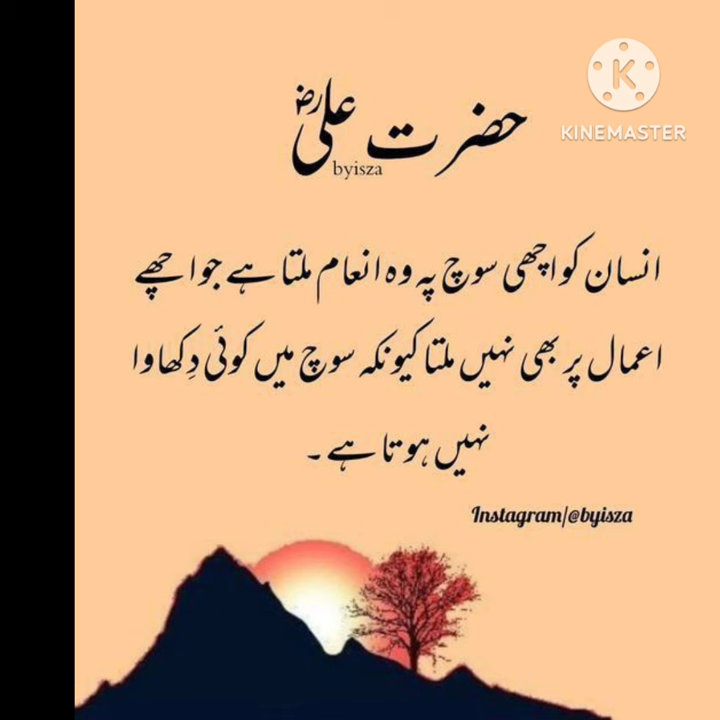 KINEMASTER
حضرت علیؓ
byisza
انسان کو اچھی سوچ پہ وہ انعام ملتا ہے جو اچھے
اعمال پر بھی نہیں ملتا کیونکہ سوچ میں کوئی دِکھاوا
نہیں ہوتا ہے۔
Instagram/@byisza